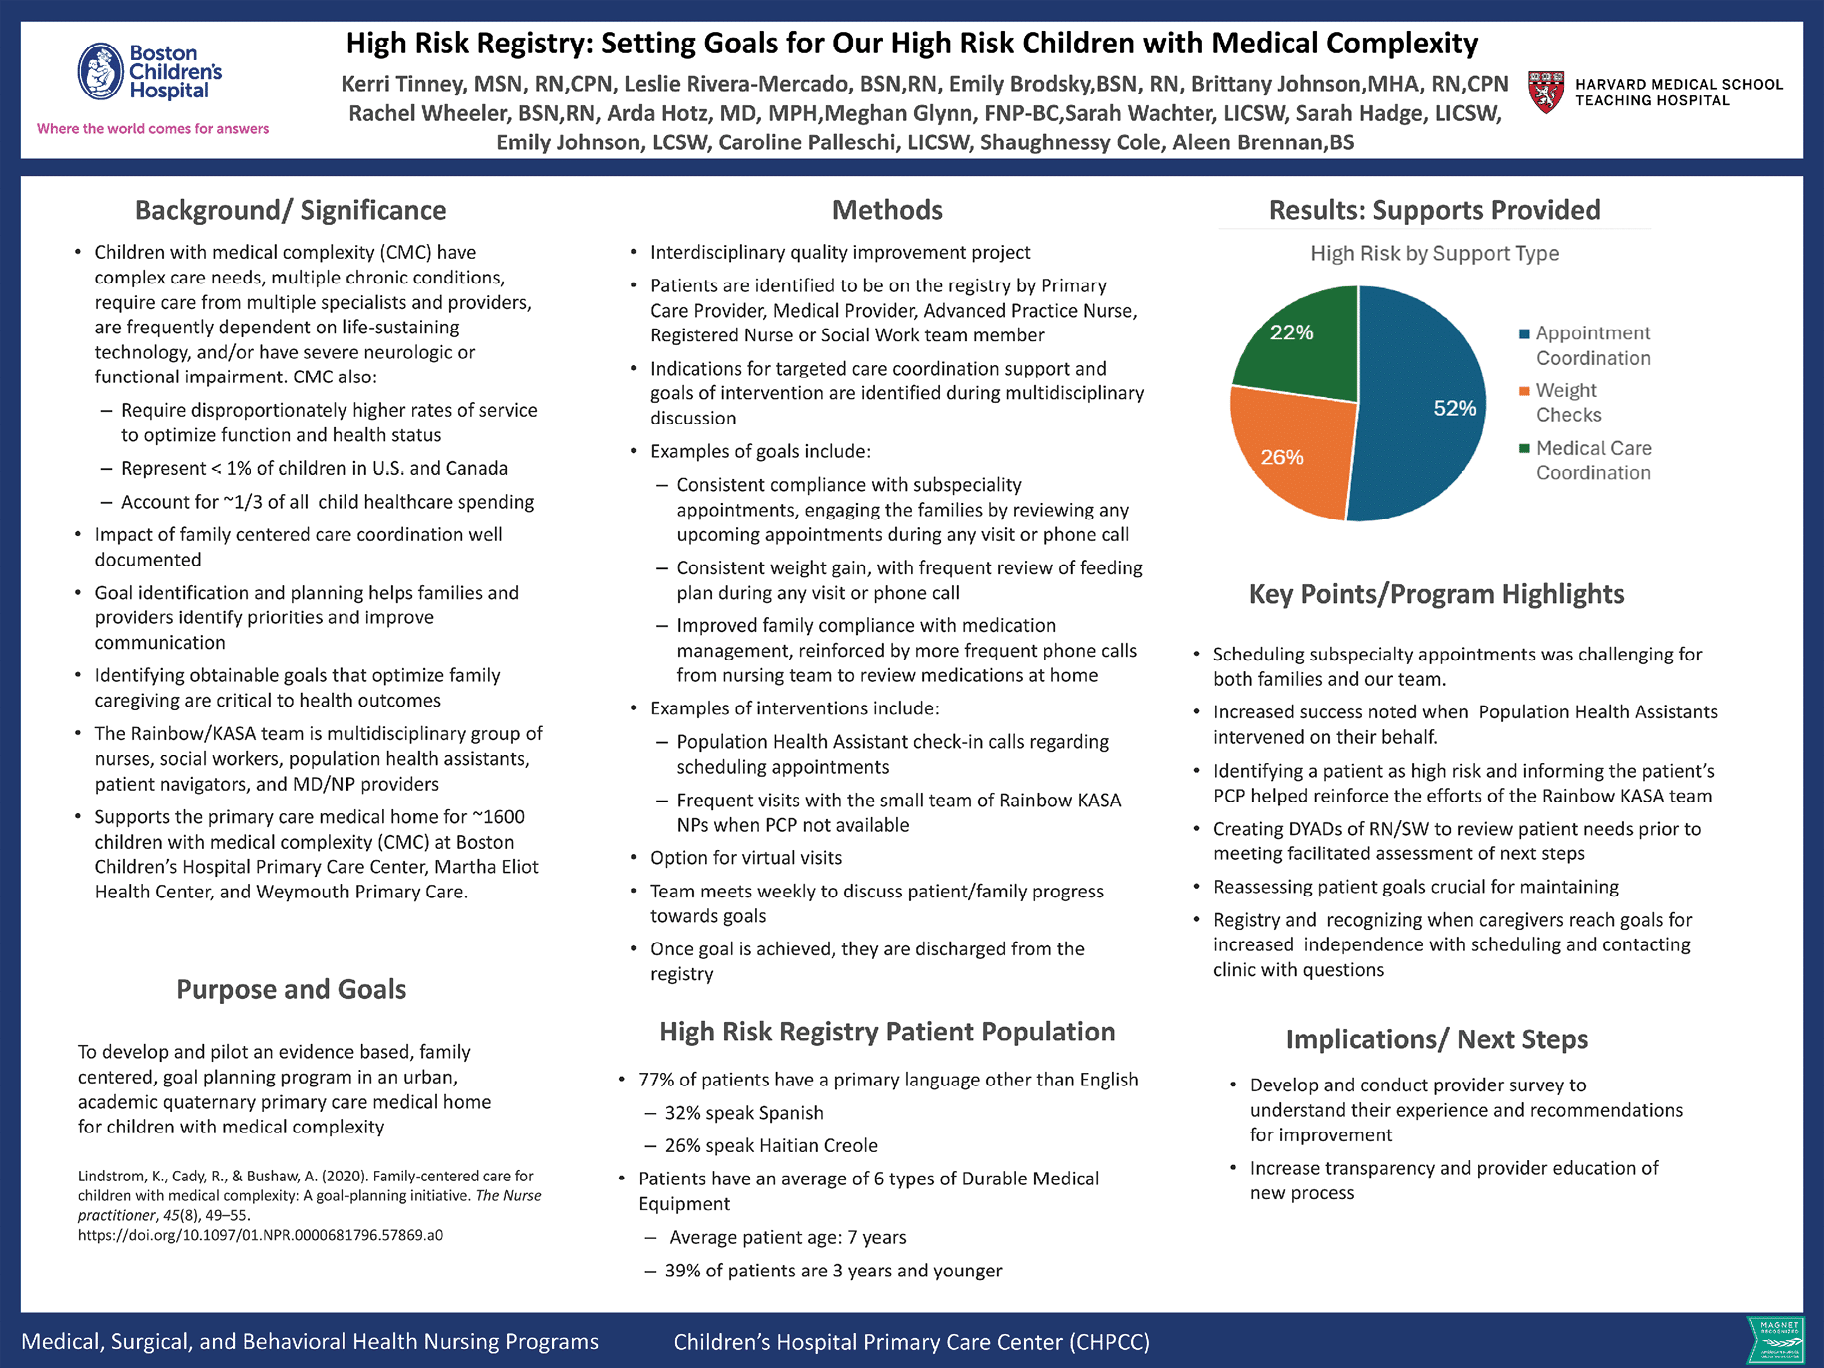 Boston
Children's
Hospital
Where the world comes for answers
High Risk Registry: Setting Goals for Our High Risk Children with Medical Complexity
Kerri Tinney, MSN, RN,CPN, Leslie Rivera-Mercado, BSN,RN, Emily Brodsky,BSN, RN, Brittany Johnson,MHA, RN,CPN
Rachel Wheeler, BSN,RN, Arda Hotz, MD, MPH,Meghan Glynn, FNP-BC,Sarah Wachter, LICSW, Sarah Hadge, LICSW,
Emily Johnson, LCSW, Caroline Palleschi, LICSW, Shaughnessy Cole, Aleen Brennan,BS
HARVARD MEDICAL SCHOOL
TEACHING HOSPITAL
Background/ Significance
• Children with medical complexity (CMC) have
complex care needs, multiple chronic conditions,
require care from multiple specialists and providers,
are frequently dependent on life-sustaining
technology, and/or have severe neurologic or
functional impairment. CMC also:
– Require disproportionately higher rates of service
to optimize function and health status
– Represent < 1% of children in U.S. and Canada
– Account for ~1/3 of all child healthcare spending
• Impact of family centered care coordination well
documented
• Goal identification and planning helps families and
providers identify priorities and improve
communication
• Identifying obtainable goals that optimize family
caregiving are critical to health outcomes
• The Rainbow/KASA team is multidisciplinary group of
nurses, social workers, population health assistants,
patient navigators, and MD/NP providers
• Supports the primary care medical home for ~1600
children with medical complexity (CMC) at Boston
Children's Hospital Primary Care Center, Martha Eliot
Health Center, and Weymouth Primary Care.
Purpose and Goals
To develop and pilot an evidence based, family
centered, goal planning program in an urban,
academic quaternary primary care medical home
for children with medical complexity
Lindstrom, K., Cady, R., & Bushaw, A. (2020). Family-centered care for
children with medical complexity: A goal-planning initiative. The Nurse
practitioner, 45(8), 49–55.
https://doi.org/10.1097/01.NPR.0000681796.57869.a0
Methods
• Interdisciplinary quality improvement project
• Patients are identified to be on the registry by Primary
Care Provider, Medical Provider, Advanced Practice Nurse,
Registered Nurse or Social Work team member
• Indications for targeted care coordination support and
goals of intervention are identified during multidisciplinary
discussion
• Examples of goals include:
– Consistent compliance with subspeciality
appointments, engaging the families by reviewing any
upcoming appointments during any visit or phone call
– Consistent weight gain, with frequent review of feeding
plan during any visit or phone call
– Improved family compliance with medication
management, reinforced by more frequent phone calls
from nursing team to review medications at home
• Examples of interventions include:
– Population Health Assistant check-in calls regarding
scheduling appointments
– Frequent visits with the small team of Rainbow KASA
NPs when PCP not available
• Option for virtual visits
• Team meets weekly to discuss patient/family progress
towards goals
• Once goal is achieved, they are discharged from the
registry
High Risk Registry Patient Population
• 77% of patients have a primary language other than English
– 32% speak Spanish
– 26% speak Haitian Creole
• Patients have an average of 6 types of Durable Medical
Equipment
– Average patient age: 7 years
– 39% of patients are 3 years and younger
Results: Supports Provided
High Risk by Support Type
22%
52%
26%
Appointment
Coordination
Weight
Checks
Medical Care
Coordination
Key Points/Program Highlights
• Scheduling subspecialty appointments was challenging for
both families and our team.
• Increased success noted when Population Health Assistants
intervened on their behalf.
• Identifying a patient as high risk and informing the patient's
PCP helped reinforce the efforts of the Rainbow KASA team
• Creating DYADs of RN/SW to review patient needs prior to
meeting facilitated assessment of next steps
• Reassessing patient goals crucial for maintaining
• Registry and recognizing when caregivers reach goals for
increased independence with scheduling and contacting
clinic with questions
Implications/ Next Steps
• Develop and conduct provider survey to
understand their experience and recommendations
for improvement
• Increase transparency and provider education of
new process
Medical, Surgical, and Behavioral Health Nursing Programs
Children's Hospital Primary Care Center (CHPCC)
MAGNET
RECOGNIZED